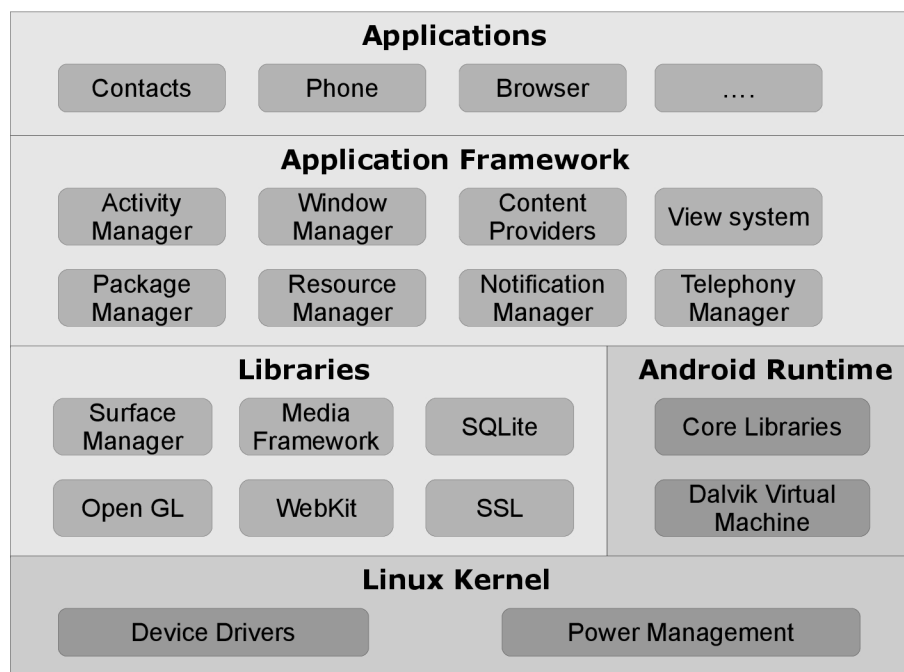 Applications
Contacts
Phone
Browser
....
Application Framework
Activity
Manager
Window
Manager
Content
Providers
View system
Package
Manager
Resource
Manager
Notification
Manager
Telephony
Manager
Libraries
Surface
Manager
Media
Framework
SQLite
Open GL
WebKit
SSL
Android Runtime
Core Libraries
Dalvik Virtual
Machine
Linux Kernel
Device Drivers
Power Management